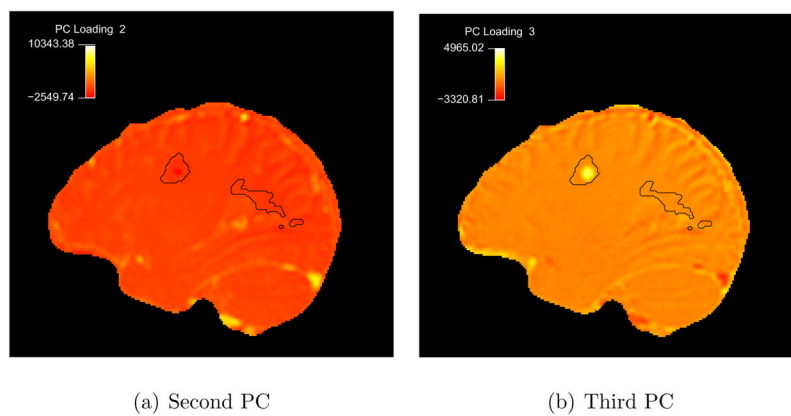 PC Loading 2
10343.38
−2549.74
PC Loading 3
4965.02
−3320.81
(a) Second PC
(b) Third PC